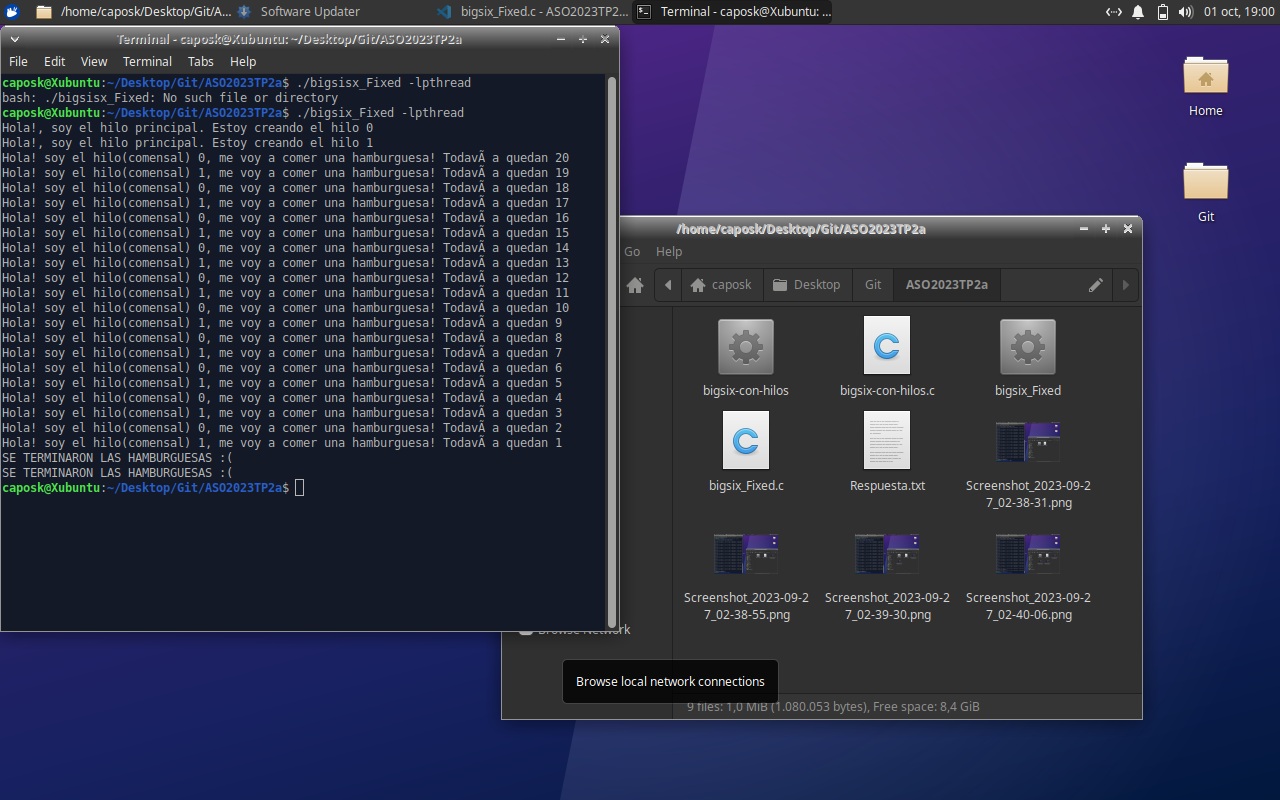 /home/caposk/Desktop/Git/A...
Software Updater
bigsix_Fixed.c - ASO2023TP2...
Terminal - caposk@Xubuntu: ...
01 oct, 19:00
Terminal - caposk@Xubuntu: ~/Desktop/Git/ASO2023TP2a
File Edit View Terminal Tabs Help
caposk@Xubuntu:~/Desktop/Git/ASO2023TP2a$ ./bigsisx_Fixed -lpthread
bash: ./bigsisx_Fixed: No such file or directory
caposk@Xubuntu:~/Desktop/Git/ASO2023TP2a$ ./bigsix_Fixed -lpthread
Hola!, soy el hilo principal. Estoy creando el hilo 0
Hola!, soy el hilo principal. Estoy creando el hilo 1
Hola! soy el hilo(comensal) 0, me voy a comer una hamburguesa! TodavÃ a quedan 20
Hola! soy el hilo(comensal) 1, me voy a comer una hamburguesa! TodavÃ a quedan 19
Hola! soy el hilo(comensal) 0, me voy a comer una hamburguesa! TodavÃ a quedan 18
Hola! soy el hilo(comensal) 1, me voy a comer una hamburguesa! TodavÃ a quedan 17
Hola! soy el hilo(comensal) 0, me voy a comer una hamburguesa! TodavÃ a quedan 16
Hola! soy el hilo(comensal) 1, me voy a comer una hamburguesa! TodavÃ a quedan 15
Hola! soy el hilo(comensal) 0, me voy a comer una hamburguesa! TodavÃ a quedan 14
Hola! soy el hilo(comensal) 1, me voy a comer una hamburguesa! TodavÃ a quedan 13
Hola! soy el hilo(comensal) 0, me voy a comer una hamburguesa! TodavÃ a quedan 12
Hola! soy el hilo(comensal) 1, me voy a comer una hamburguesa! TodavÃ a quedan 11
Hola! soy el hilo(comensal) 0, me voy a comer una hamburguesa! TodavÃ a quedan 10
Hola! soy el hilo(comensal) 1, me voy a comer una hamburguesa! TodavÃ a quedan 9
Hola! soy el hilo(comensal) 0, me voy a comer una hamburguesa! TodavÃ a quedan 8
Hola! soy el hilo(comensal) 1, me voy a comer una hamburguesa! TodavÃ a quedan 7
Hola! soy el hilo(comensal) 0, me voy a comer una hamburguesa! TodavÃ a quedan 6
Hola! soy el hilo(comensal) 1, me voy a comer una hamburguesa! TodavÃ a quedan 5
Hola! soy el hilo(comensal) 0, me voy a comer una hamburguesa! TodavÃ a quedan 4
Hola! soy el hilo(comensal) 1, me voy a comer una hamburguesa! TodavÃ a quedan 3
Hola! soy el hilo(comensal) 0, me voy a comer una hamburguesa! TodavÃ a quedan 2
Hola! soy el hilo(comensal) 1, me voy a comer una hamburguesa! TodavÃ a quedan 1
SE TERMINARON LAS HAMBURGUESAS :(
SE TERMINARON LAS HAMBURGUESAS :(
caposk@Xubuntu:~/Desktop/Git/ASO2023TP2a$
Home
Git
/home/caposk/Desktop/Git/ASO2023TP2a
Go Help
caposk Desktop Git ASO2023TP2a
bigsix-con-hilos
bigsix-con-hilos.c
bigsix_Fixed
bigsix_Fixed.c
Respuesta.txt
Screenshot_2023-09-2
7_02-38-31.png
Screenshot_2023-09-2
7_02-38-55.png
Screenshot_2023-09-2
7_02-39-30.png
Screenshot_2023-09-2
7_02-40-06.png
Browse Network
Browse local network connections
9 files: 1,0 MiB (1.080.053 bytes), Free space: 8,4 GiB